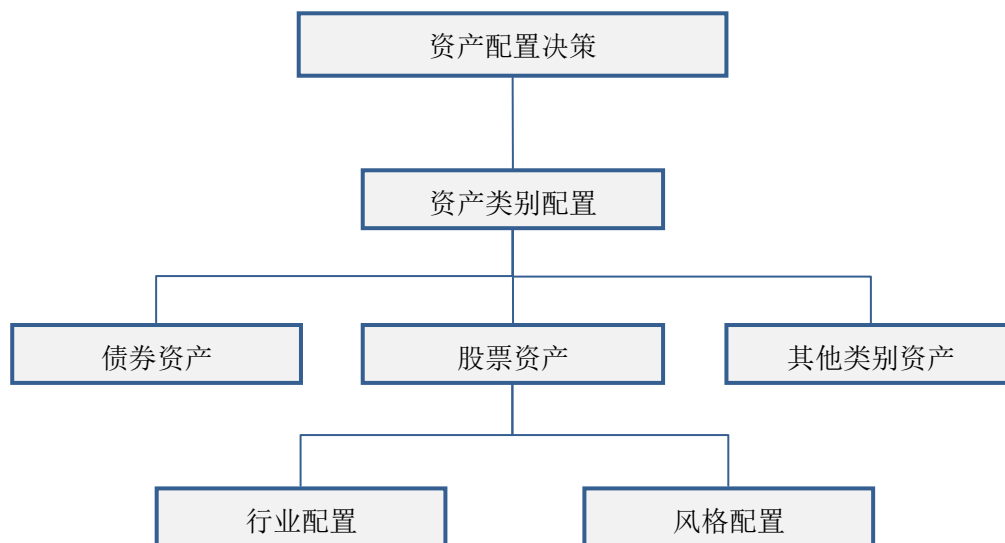 资产配置决策
资产类别配置
债券资产
股票资产
其他类别资产
行业配置
风格配置